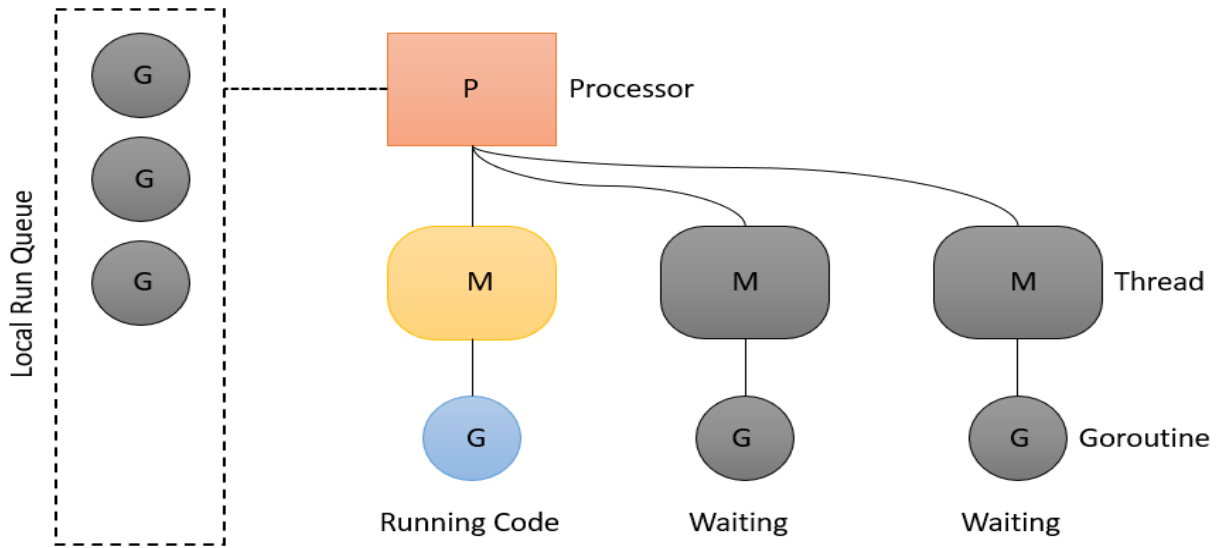 G
G
G
Local Run Queue
P
Processor
M
M
M
Thread
G
G
G
Goroutine
Running Code
Waiting
Waiting